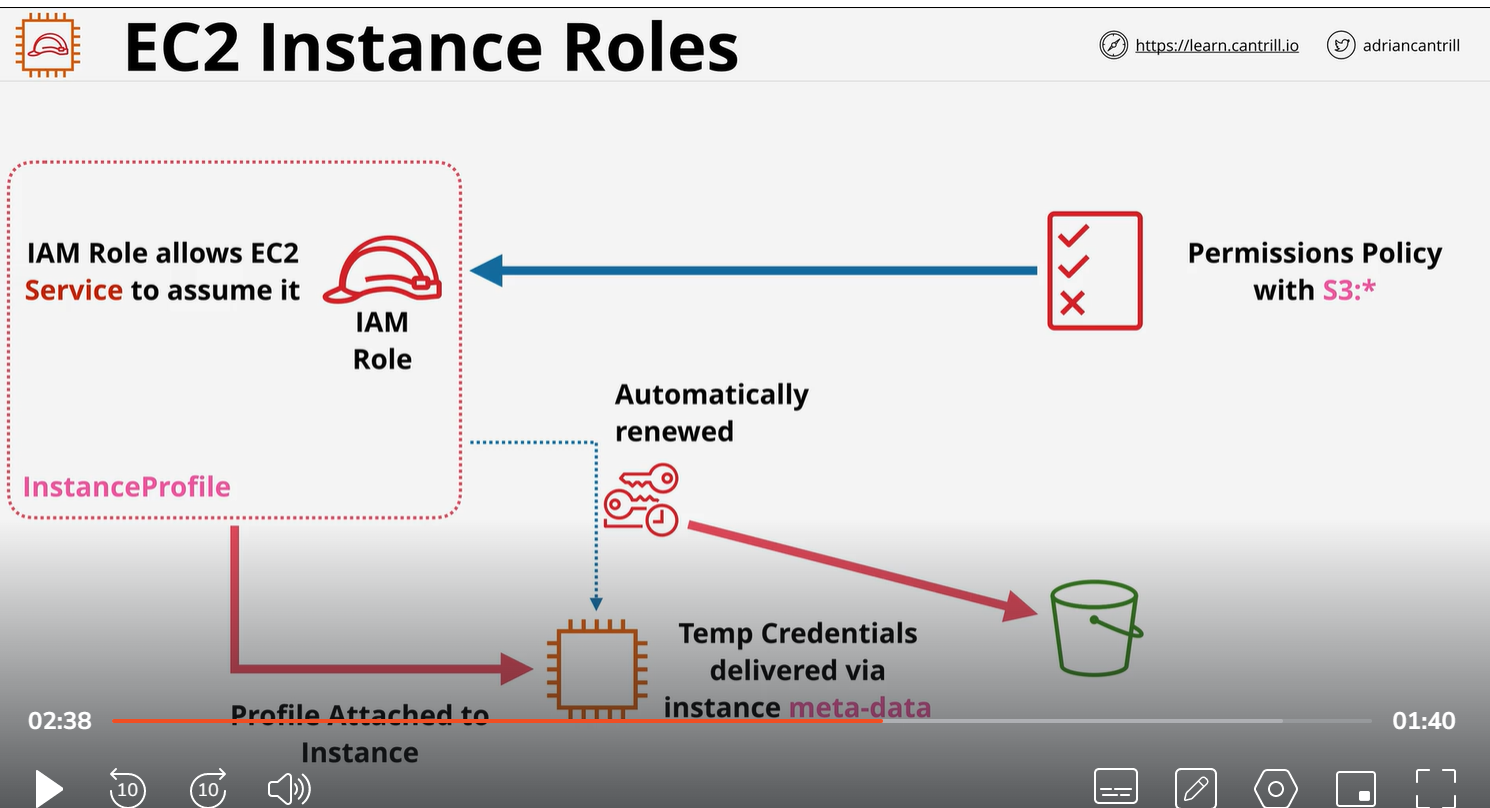 EC2 Instance Roles
https://learn.cantrill.io
adriancantrill
IAM Role allows EC2
Service to assume it
IAM
Role
InstanceProfile
Permissions Policy
with S3:*
Automatically
renewed
Temp Credentials
delivered via
instance meta-data
Profile Attached to
Instance
02:38
01:40
10
10